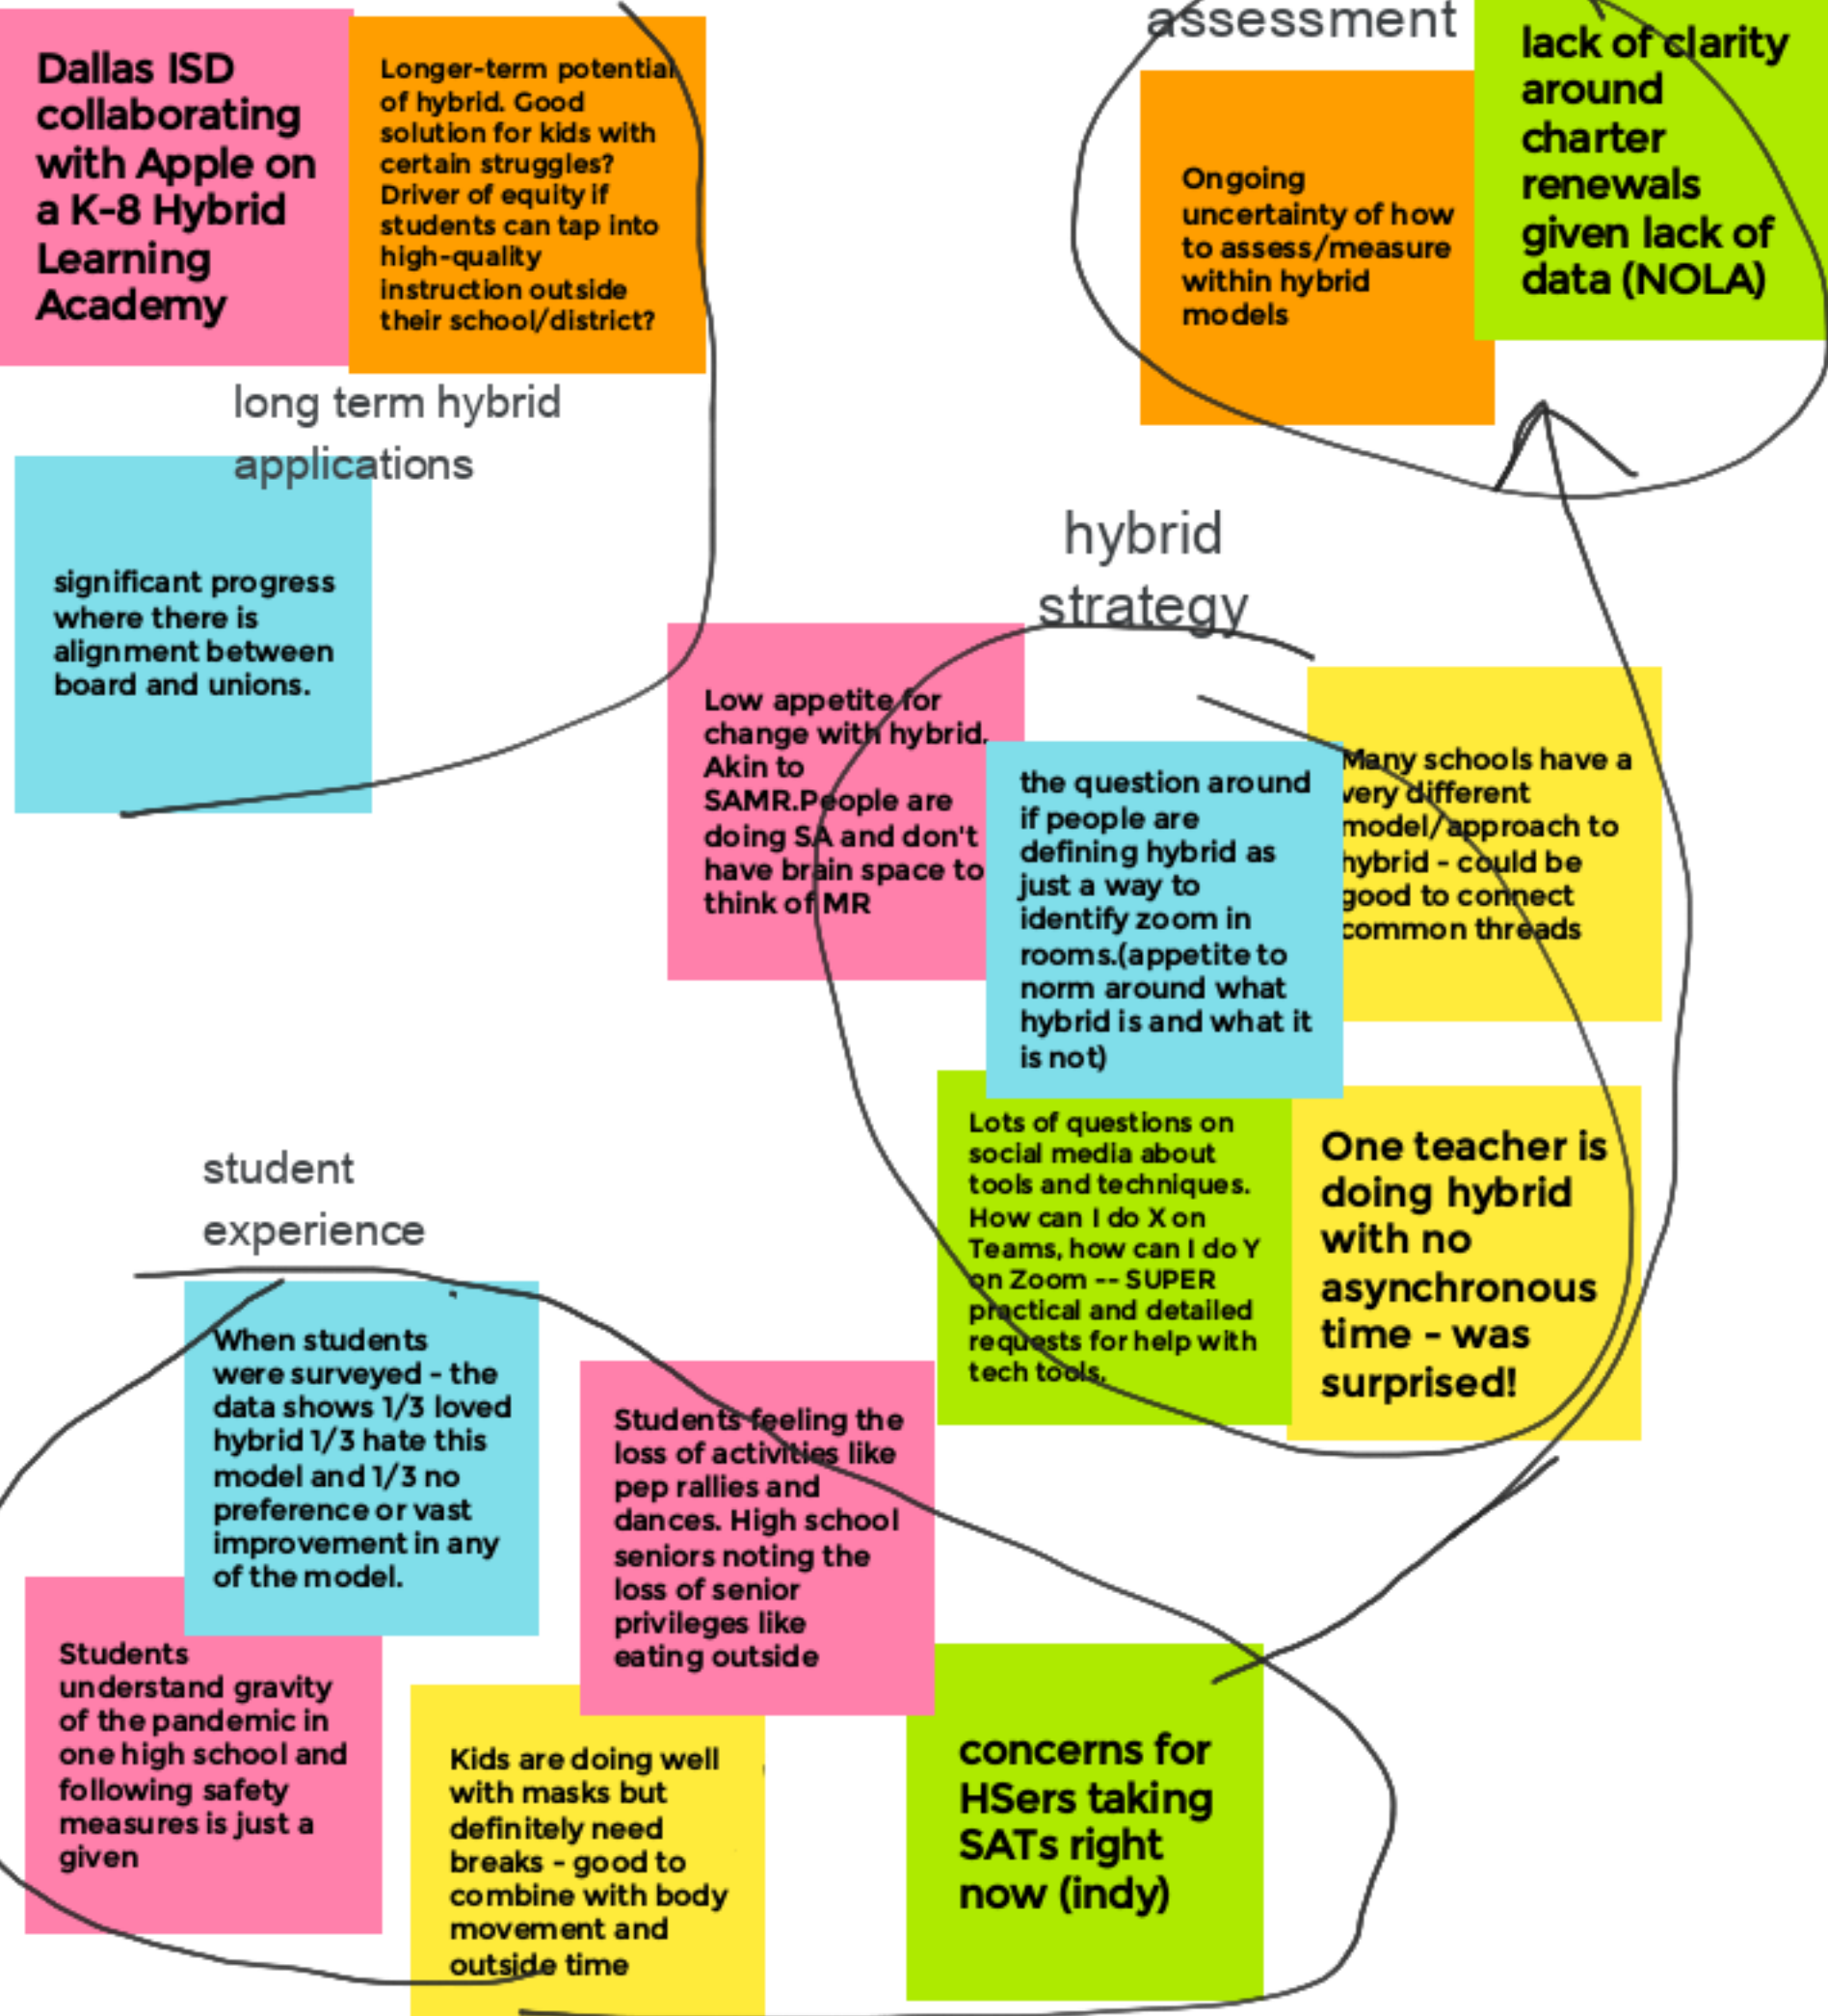 Dallas ISD
collaborating
with Apple on
a K-8 Hybrid
Learning
Academy
Longer-term potential
of hybrid. Good
solution for kids with
certain struggles?
Driver of equity if
students can tap into
high-quality
instruction outside
their school/district?
long term hybrid
applications
significant progress
where there is
alignment between
board and unions.
assessment
Ongoing
uncertainty of how
to assess/measure
within hybrid
models
lack of clarity
around
charter
renewals
given lack of
data (NOLA)
hybrid
strategy
Low appetite for
change with hybrid.
Akin to
SAMR.People are
doing SA and don't
have brain space to
think of MR
the question around
if people are
defining hybrid as
just a way to
identify zoom in
rooms.(appetite to
norm around what
hybrid is and what it
is not)
Many schools have a
very different
model/approach to
hybrid - could be
good to connect
common threads
Lots of questions on
social media about
tools and techniques.
How can I do X on
Teams, how can I do Y
on Zoom -- SUPER
practical and detailed
requests for help with
tech tools.
One teacher is
doing hybrid
with no
asynchronous
time - was
surprised!
student
experience
When students
were surveyed - the
data shows 1/3 loved
hybrid 1/3 hate this
model and 1/3 no
preference or vast
improvement in any
of the model.
Students feeling the
loss of activities like
pep rallies and
dances. High school
seniors noting the
loss of senior
privileges like
eating outside
Students
understand gravity
of the pandemic in
one high school and
following safety
measures is just a
given
Kids are doing well
with masks but
definitely need
breaks - good to
combine with body
movement and
outside time
concerns for
HSers taking
SATs right
now (indy)